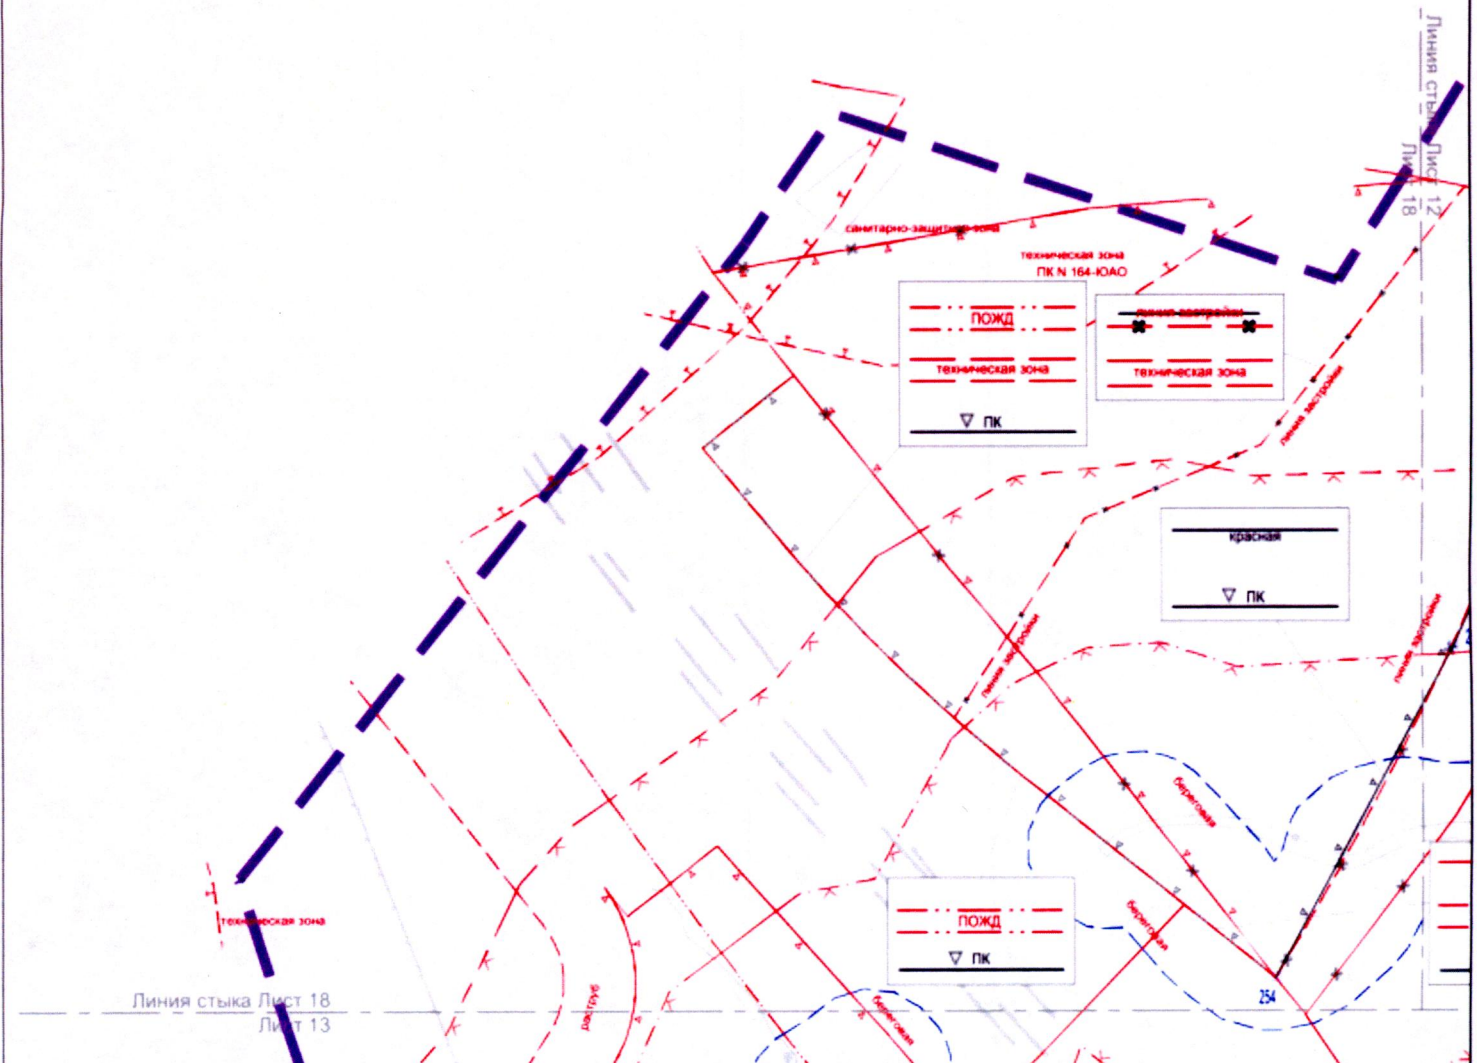 Линия стыка Лист 12
Лист 18
санитарно-защитная зона
техническая зона
ПК N 164-ЮАО
ПОЖД
техническая зона
▽ ПК
линия застройки
техническая зона
линия застройки
красная
▽ ПК
линия застройки
линия застройки
береговая
береговая
ПОЖД
▽ ПК
254
техническая зона
Линия стыка Лист 18
Лист 13
раструб
береговая